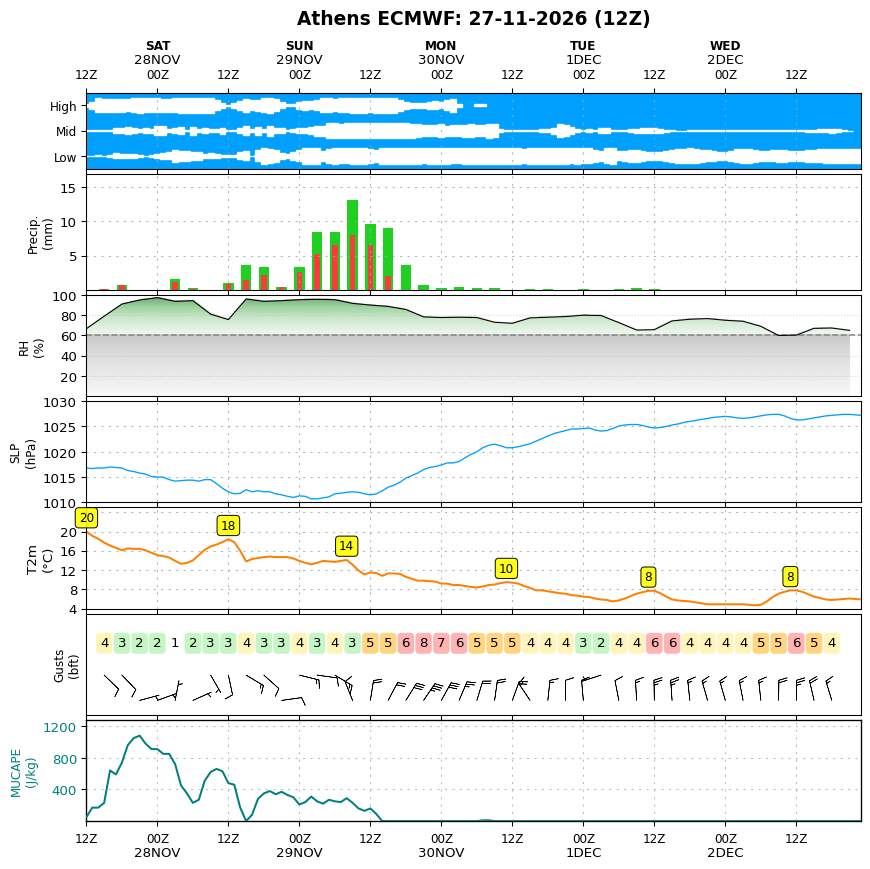 Athens ECMWF: 27-11-2026 (12Z)
SAT SUN MON TUE WED
28NOV 29NOV 30NOV 1DEC 2DEC
12Z 00Z 12Z 00Z 12Z 00Z 12Z 00Z 12Z 00Z 12Z
High
Mid
Low
Precip.
(mm)
15
10
5
RH
(%)
100
80
60
40
20
SLP
(hPa)
1030
1025
1020
1015
1010
T2m
(°C)
20
16
12
8
4
20 18 14 10 8 8
Gusts
(bft)
4 3 2 2 1 2 3 3 4 3 3 4 3 4 3 5 5 6 8 7 6 5 5 5 4 4 4 3 2 4 4 6 6 4 4 4 4 5 5 6 5 4
MUCAPE
(J/kg)
1200
800
400
12Z 00Z 12Z 00Z 12Z 00Z 12Z 00Z 12Z 00Z 12Z
28NOV 29NOV 30NOV 1DEC 2DEC